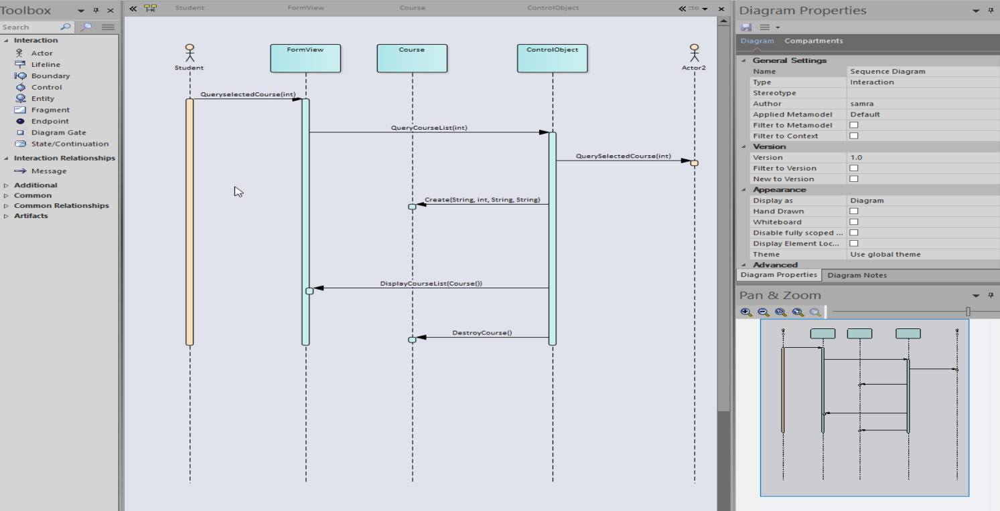 Toolbox
Search
Interaction
Actor
Lifeline
Boundary
Control
Entity
Fragment
Endpoint
Diagram Gate
State/Continuation
Interaction Relationships
Message
Additional
Common
Common Relationships
Artifacts
Student
FormView
Course
ControlObject
:to
Student
FormView
Course
ControlObject
Actor2
QueryselectedCourse(int)
QueryCourseList(int)
QuerySelectedCourse(int)
Create(String, int, String, String)
DisplayCourseList(Course())
DestroyCourse()
Diagram Properties
Diagram Compartments
General Settings
Name Sequence Diagram
Type Interaction
Stereotype
Author samra
Applied Metamodel Default
Filter to Metamodel
Filter to Context
Version
Version 1.0
Filter to Version
New to Version
Appearance
Display as Diagram
Hand Drawn
Whiteboard
Disable fully scoped ...
Display Element Loc...
Theme Use global theme
Advanced
Diagram Properties Diagram Notes
Pan & Zoom